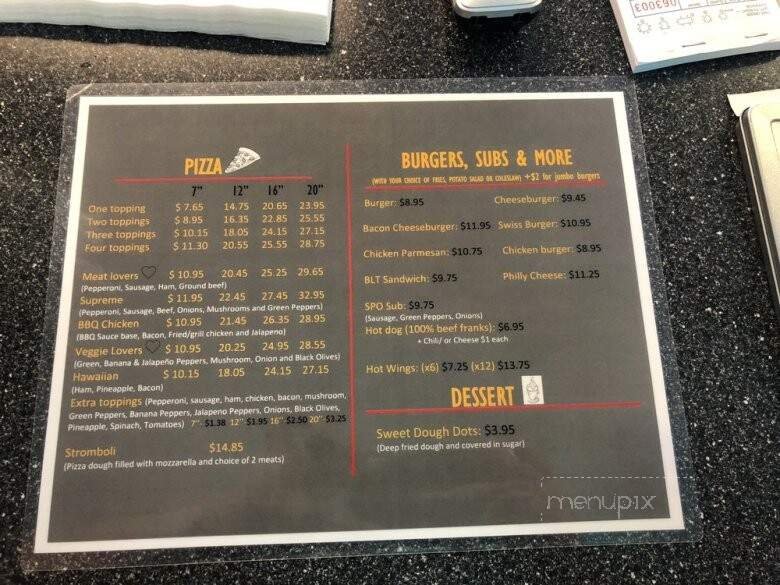 063003
PIZZA
7" 12" 16" 20"
One topping $ 7.65 14.75 20.65 23.95
Two toppings $ 8.95 16.35 22.85 25.55
Three toppings $ 10.15 18.05 24.15 27.15
Four toppings $ 11.30 20.55 25.55 28.75
Meat lovers $ 10.95 20.45 25.25 29.65
(Pepperoni, Sausage, Ham, Ground beef)
Supreme $ 11.95 22.45 27.45 32.95
(Pepperoni, Sausage, Beef, Onions, Mushrooms and Green Peppers)
BBQ Chicken $ 10.95 21.45 26.35 28.95
(BBQ Sauce base, Bacon, Fried/grill chicken and Jalapeno)
Veggie Lovers $ 10.95 20.25 24.95 28.55
(Green, Banana & Jalapeño Peppers, Mushroom, Onion and Black Olives)
Hawaiian $ 10.15 18.05 24.15 27.15
(Ham, Pineapple, Bacon)
Extra toppings (Pepperoni, sausage, ham, chicken, bacon, mushroom,
Green Peppers, Banana Peppers, Jalapeno Peppers, Onions, Black Olives,
Pineapple, Spinach, Tomatoes) 7" $1.38 12" $1.95 16" $2.50 20" $3.25
Stromboli $14.85
(Pizza dough filled with mozzarella and choice of 2 meats)
BURGERS, SUBS & MORE
(WITH YOUR CHOICE OF FRIES, POTATO SALAD OR COLESLAW) +$2 for jumbo burgers
Burger: $8.95 Cheeseburger: $9.45
Bacon Cheeseburger: $11.95 Swiss Burger: $10.95
Chicken Parmesan: $10.75 Chicken burger: $8.95
BLT Sandwich: $9.75 Philly Cheese: $11.25
SPO Sub: $9.75
(Sausage, Green Peppers, Onions)
Hot dog (100% beef franks): $6.95
+ Chili/ or Cheese $1 each
Hot Wings: (x6) $7.25 (x12) $13.75
DESSERT
Sweet Dough Dots: $3.95
(Deep fried dough and covered in sugar)
menupix